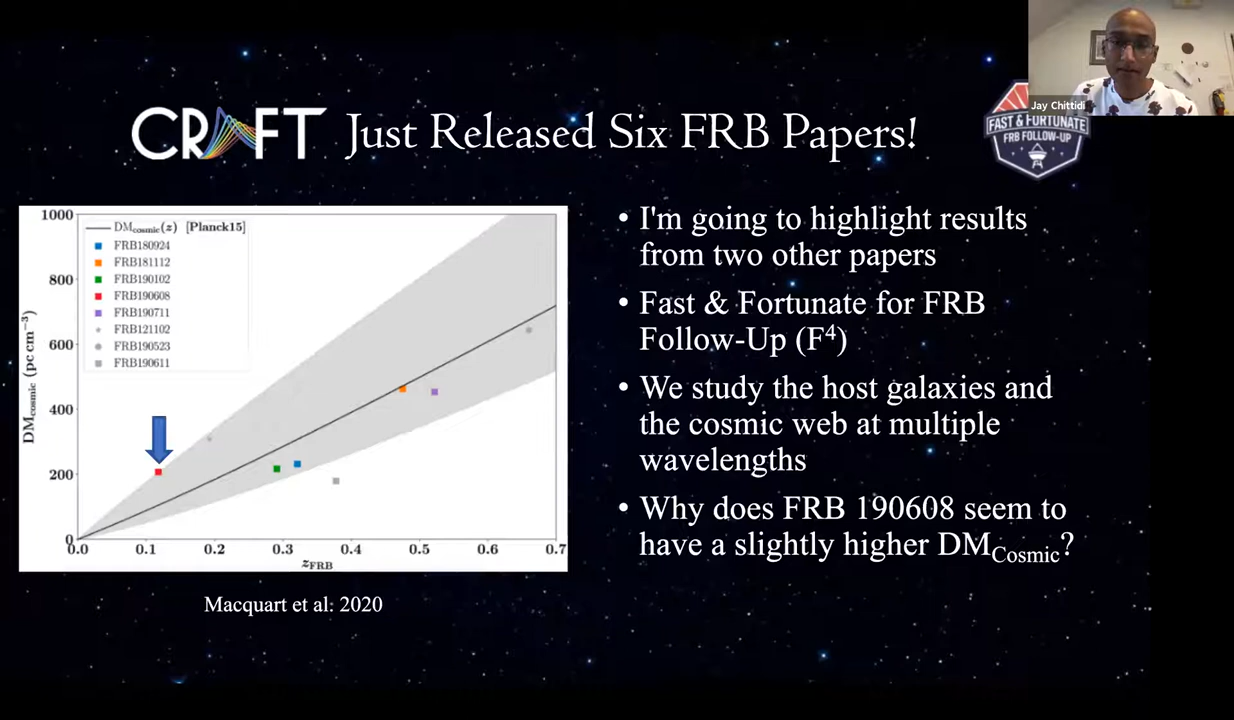 CRAFT Just Released Six FRB Papers!
Jay Chittidi
FAST & FORTUNATE
FRB FOLLOW-UP
1000
800
600
400
200
0
DMcosmic (pc cm⁻³)
DMcosmic(z) [Planck15]
FRB180924
FRB181112
FRB190102
FRB190608
FRB190711
FRB121102
FRB190523
FRB190611
0.0 0.1 0.2 0.3 0.4 0.5 0.6 0.7
zFRB
Macquart et al. 2020
• I'm going to highlight results
from two other papers
• Fast & Fortunate for FRB
Follow-Up (F⁴)
• We study the host galaxies and
the cosmic web at multiple
wavelengths
• Why does FRB 190608 seem to
have a slightly higher DMCosmic?